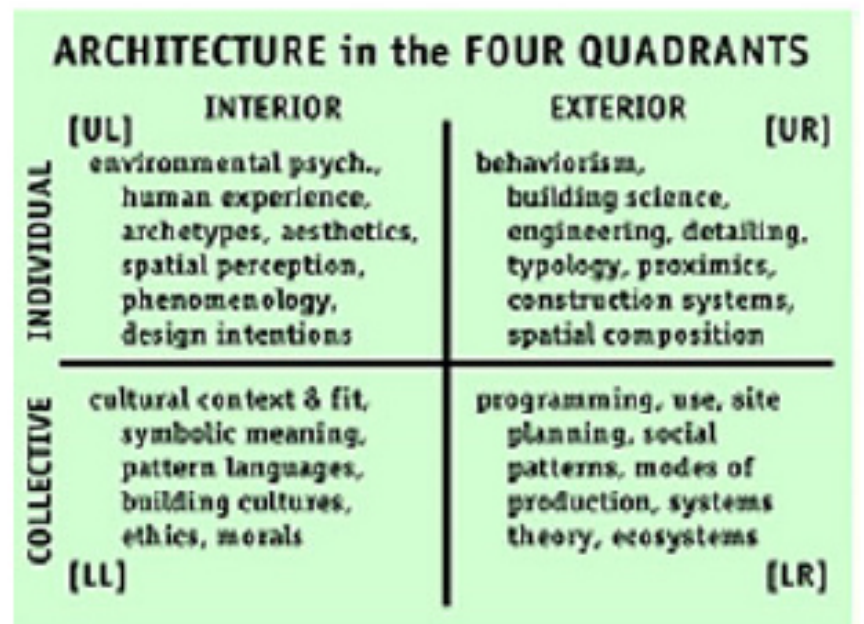 ARCHITECTURE in the FOUR QUADRANTS
INTERIOR
EXTERIOR
[UL]
[UR]
INDIVIDUAL
environmental psych.,
human experience,
archetypes, aesthetics,
spatial perception,
phenomenology,
design intentions
behaviorism,
building science,
engineering, detailing,
typology, proximics,
construction systems,
spatial composition
COLLECTIVE
cultural context & fit,
symbolic meaning,
pattern languages,
building cultures,
ethics, morals
[LL]
programming, use, site
planning, social
patterns, modes of
production, systems
theory, ecosystems
[LR]